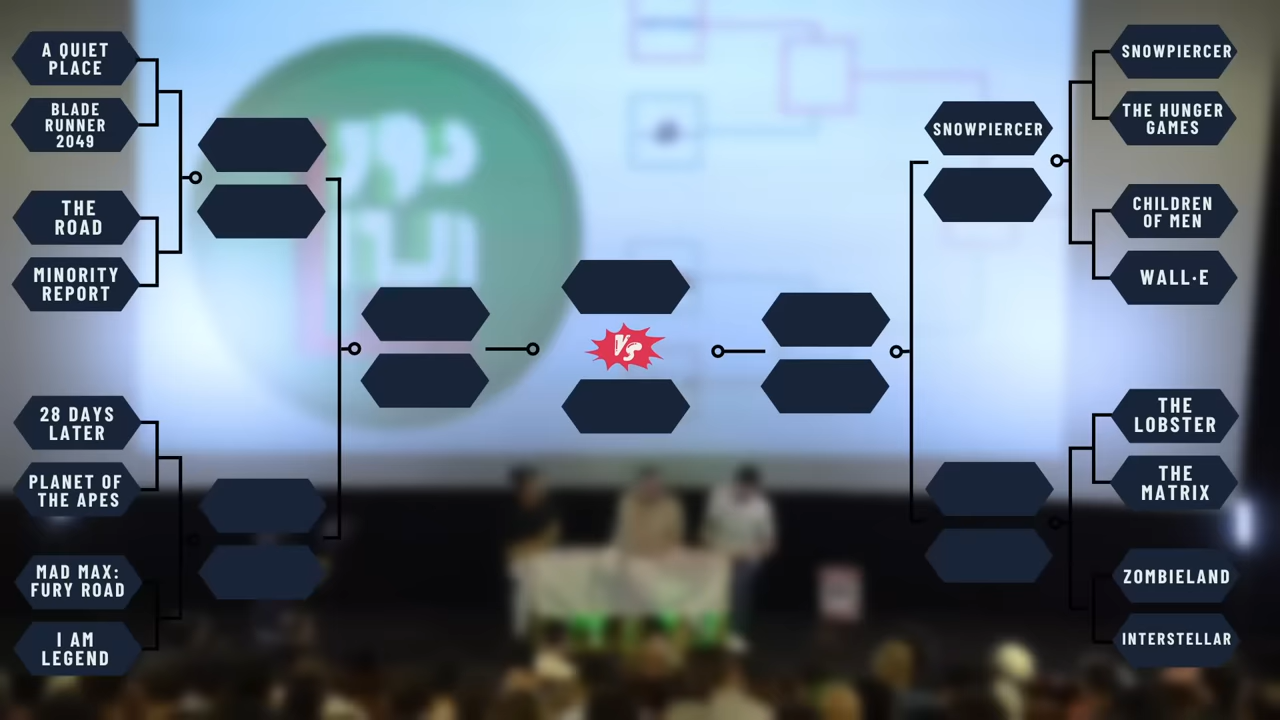 A QUIET
PLACE
BLADE
RUNNER
2049
THE
ROAD
MINORITY
REPORT
28 DAYS
LATER
PLANET OF
THE APES
MAD MAX:
FURY ROAD
I AM
LEGEND
دور
الـ
VS
SNOWPIERCER
SNOWPIERCER
THE HUNGER
GAMES
CHILDREN
OF MEN
WALL·E
THE
LOBSTER
THE
MATRIX
ZOMBIELAND
INTERSTELLAR